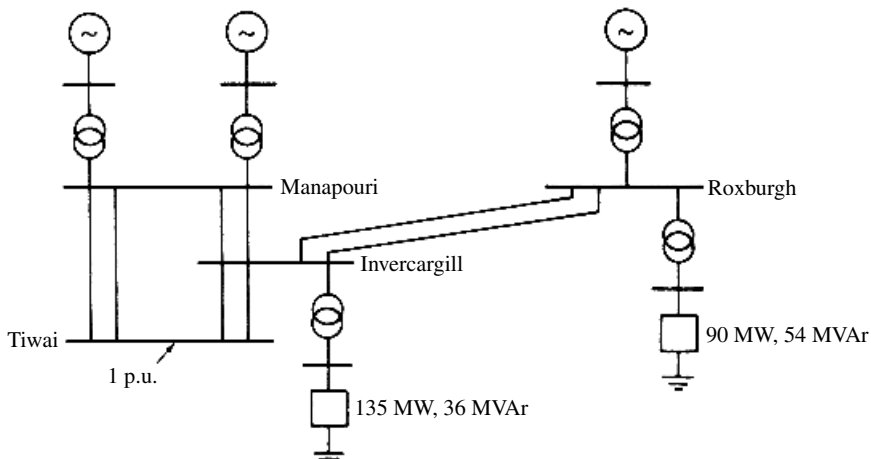 ~
~
~
Manapouri
Roxburgh
Invercargill
Tiwai
1 p.u.
90 MW, 54 MVAr
135 MW, 36 MVAr